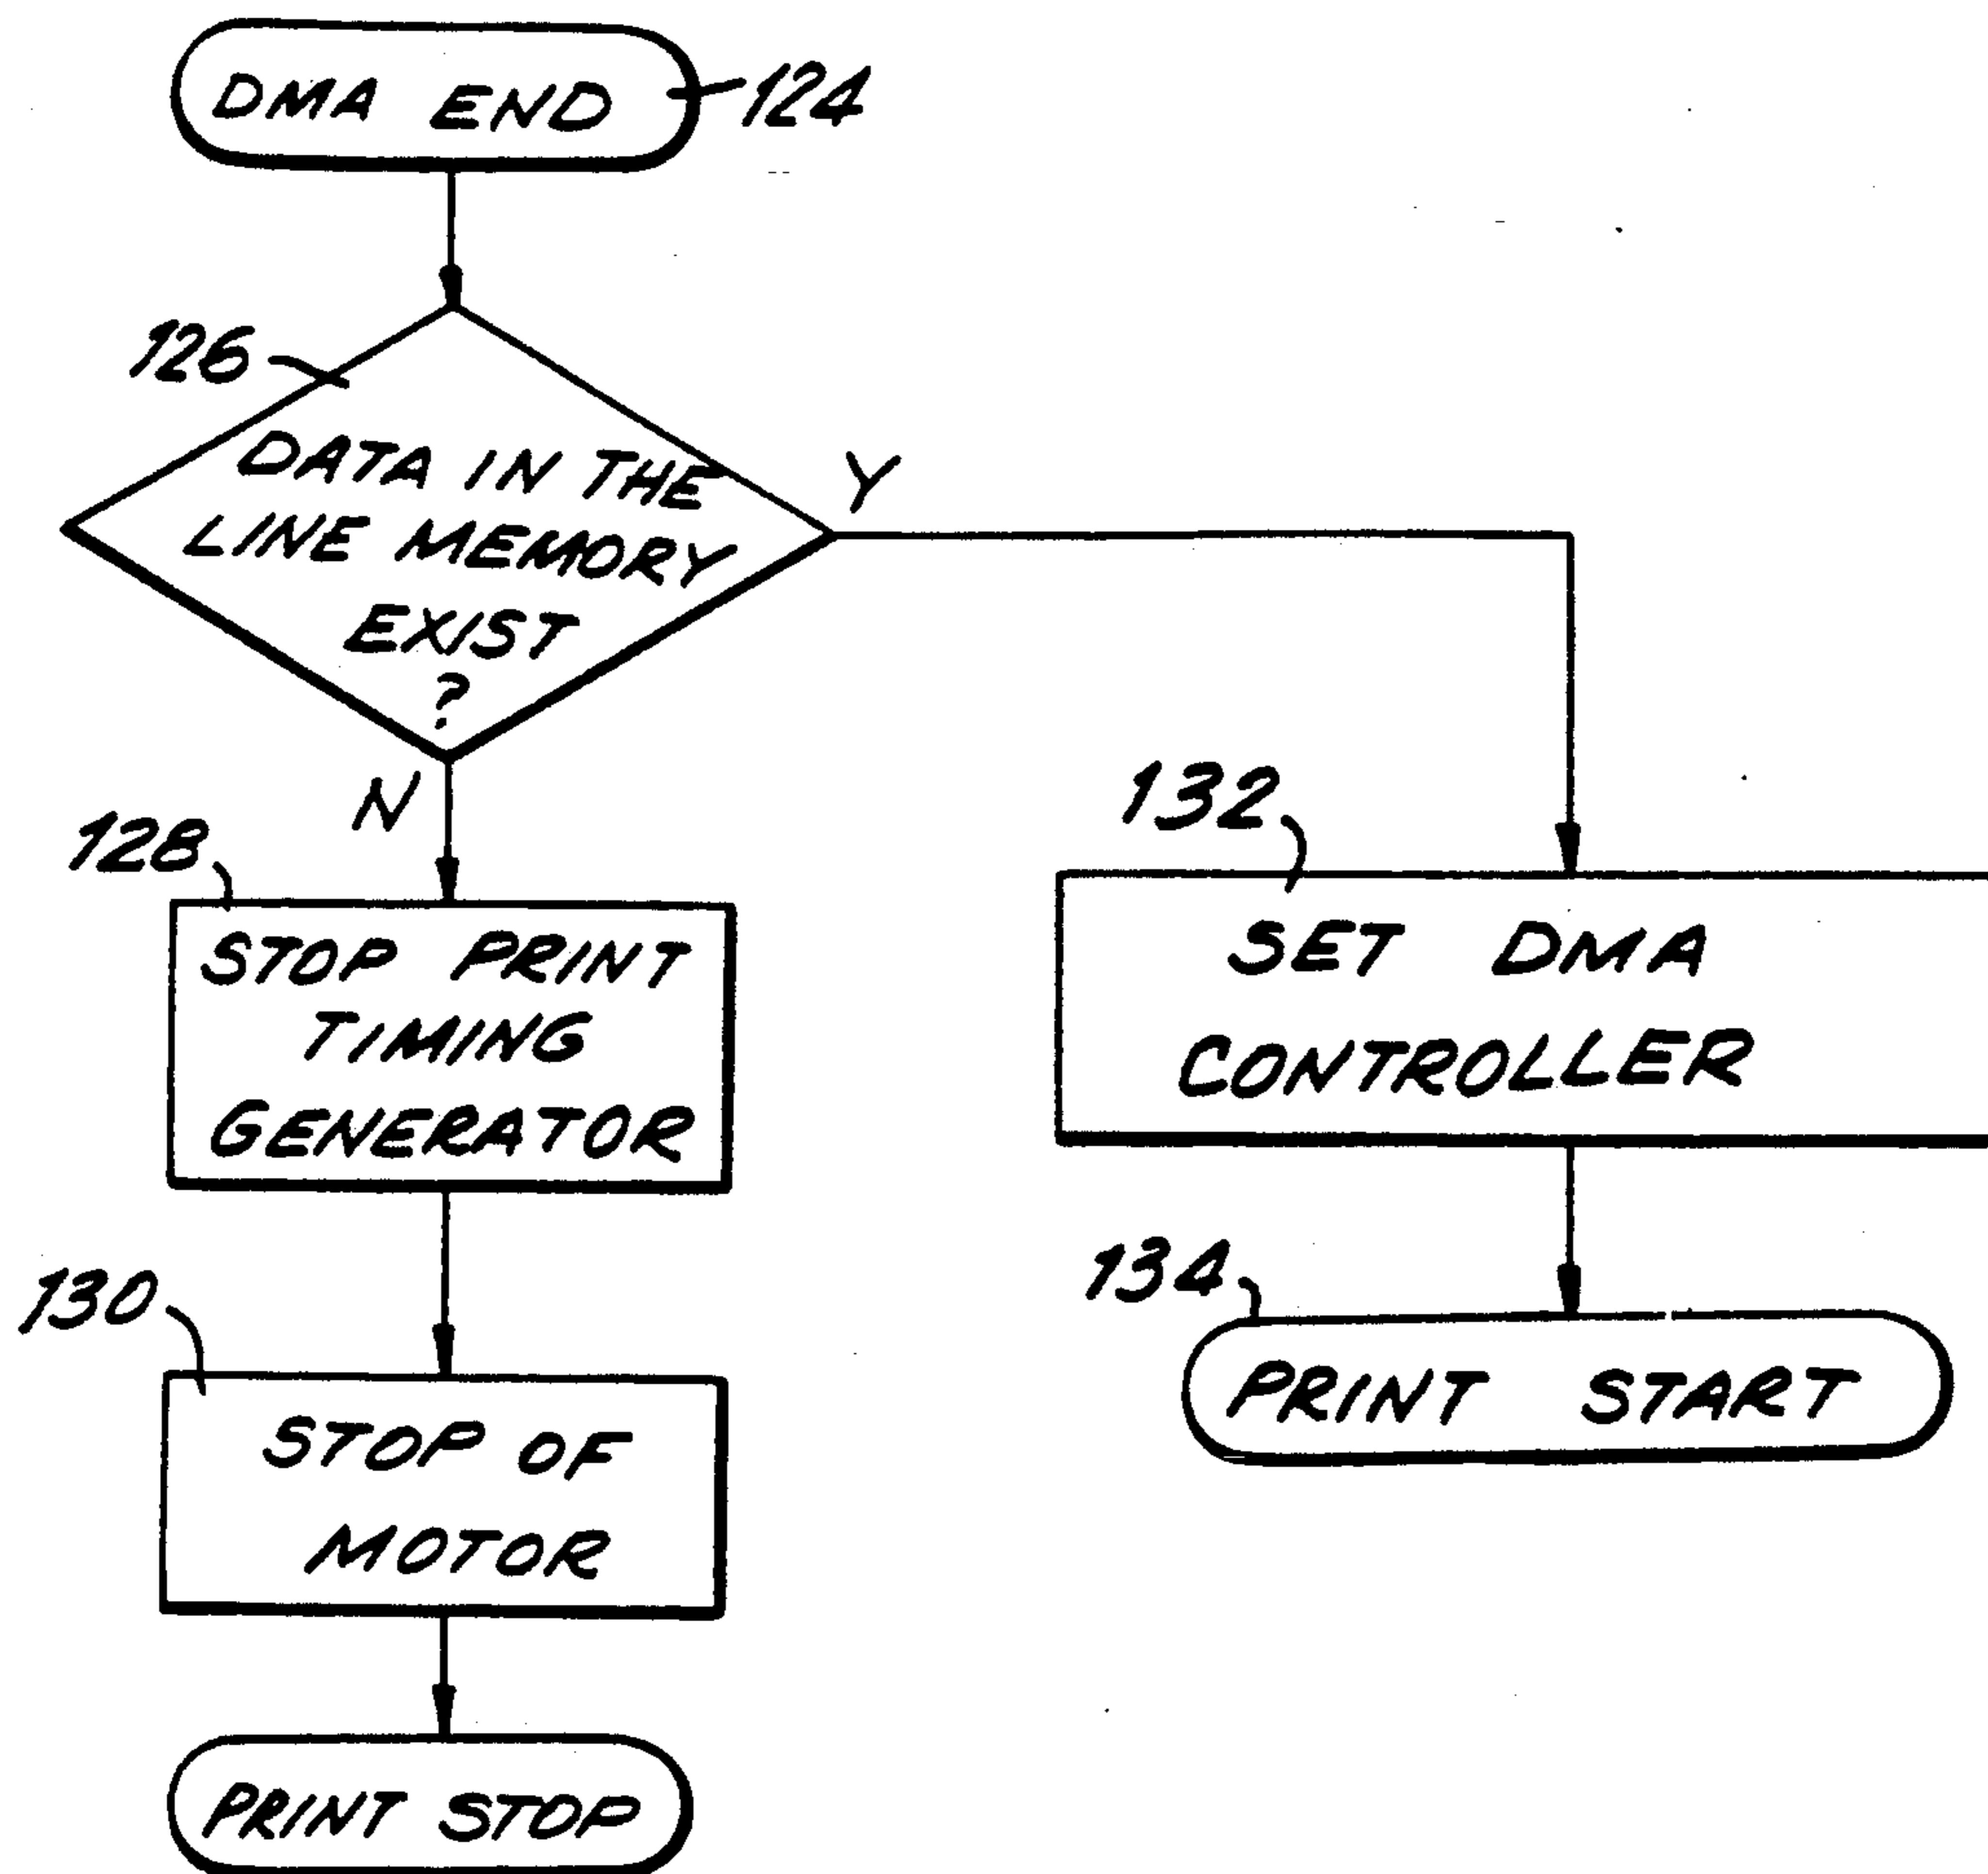 DMA END
124
126
DATA IN THE
LINE MEMORY
EXIST
?
Y
N
128
STOP PRINT
TIMING
GENERATOR
132
SET DMA
CONTROLLER
130
STOP OF
MOTOR
134
PRINT START
PRINT STOP